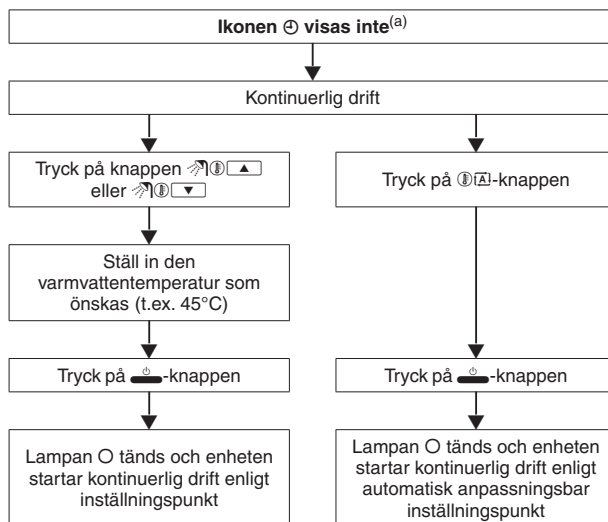 Ikonen visas inte(a)
Kontinuerlig drift
Tryck på knappen
eller
Ställ in den
varmvattentemperatur som
önskas (t.ex. 45°C)
Tryck på -knappen
Lampan tänds och enheten
startar kontinuerlig drift enligt
inställningspunkt
Tryck på -knappen
Tryck på -knappen
Lampan tänds och enheten
startar kontinuerlig drift enligt
automatisk anpassningsbar
inställningspunkt